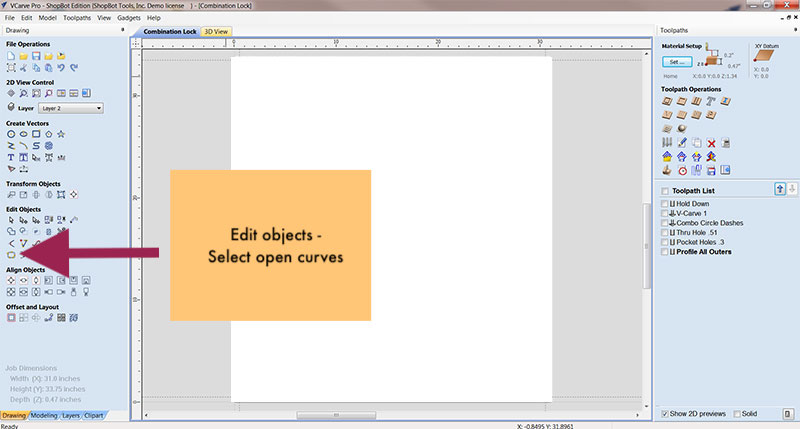 VCarve Pro - ShopBot Edition {ShopBot Tools, Inc. Demo license } - [Combination Lock]
File Edit Model Toolpaths View Gadgets Help
Drawing
File Operations
2D View Control
Layer Layer 2
Create Vectors
Transform Objects
Edit Objects
Align Objects
Offset and Layout
Job Dimensions
Width (X): 31.0 inches
Height (Y): 33.75 inches
Depth (Z): 0.47 inches
Drawing Modeling Layers Clipart
Ready
Combination Lock 3D View
0 10 20 30
30
20
10
0
Edit objects -
Select open curves
X: -0.8495 Y: 31.8961
Toolpaths
Material Setup
0.2"
Z 0
0.47"
Set ...
Home X:0.0 Y:0.0 Z:1.34
XY Datum
X: 0.0
Y: 0.0
Toolpath Operations
Toolpath List
Hold Down
V-Carve 1
Combo Circle Dashes
Thru Hole .51
Pocket Holes .3
Profile All Outers
Show 2D previews Solid